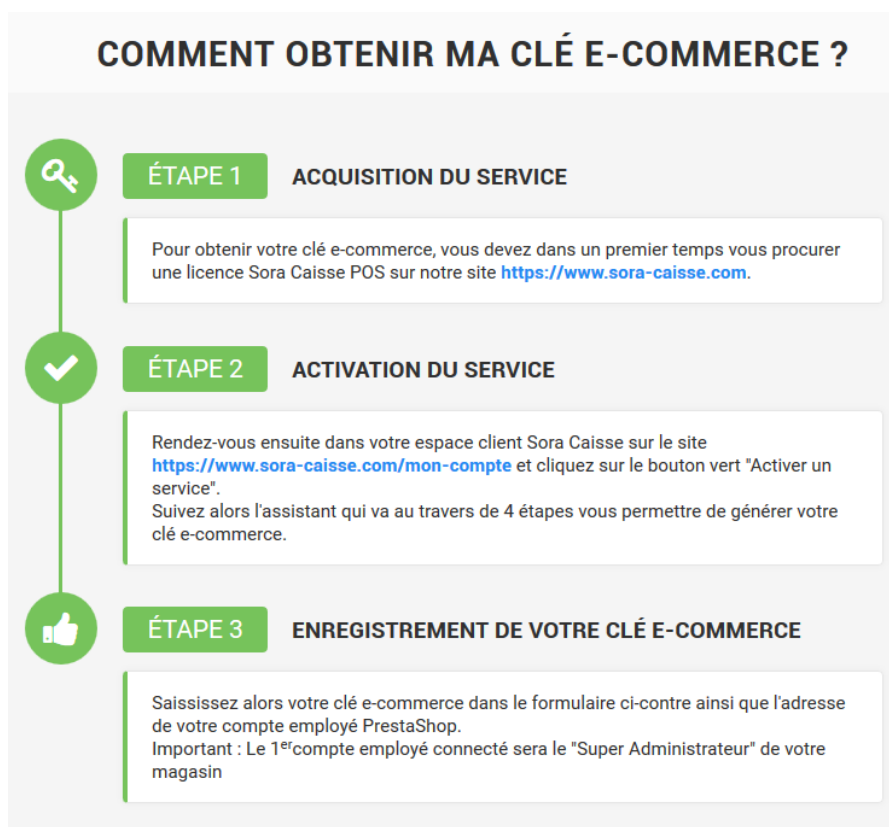 COMMENT OBTENIR MA CLÉ E-COMMERCE ?
ÉTAPE 1
ACQUISITION DU SERVICE
Pour obtenir votre clé e-commerce, vous devez dans un premier temps vous procurer
une licence Sora Caisse POS sur notre site https://www.sora-caisse.com.
ÉTAPE 2
ACTIVATION DU SERVICE
Rendez-vous ensuite dans votre espace client Sora Caisse sur le site
https://www.sora-caisse.com/mon-compte et cliquez sur le bouton vert "Activer un
service".
Suivez alors l'assistant qui va au travers de 4 étapes vous permettre de générer votre
clé e-commerce.
ÉTAPE 3
ENREGISTREMENT DE VOTRE CLÉ E-COMMERCE
Saississez alors votre clé e-commerce dans le formulaire ci-contre ainsi que l'adresse
de votre compte employé PrestaShop.
Important : Le 1ercompte employé connecté sera le "Super Administrateur" de votre
magasin